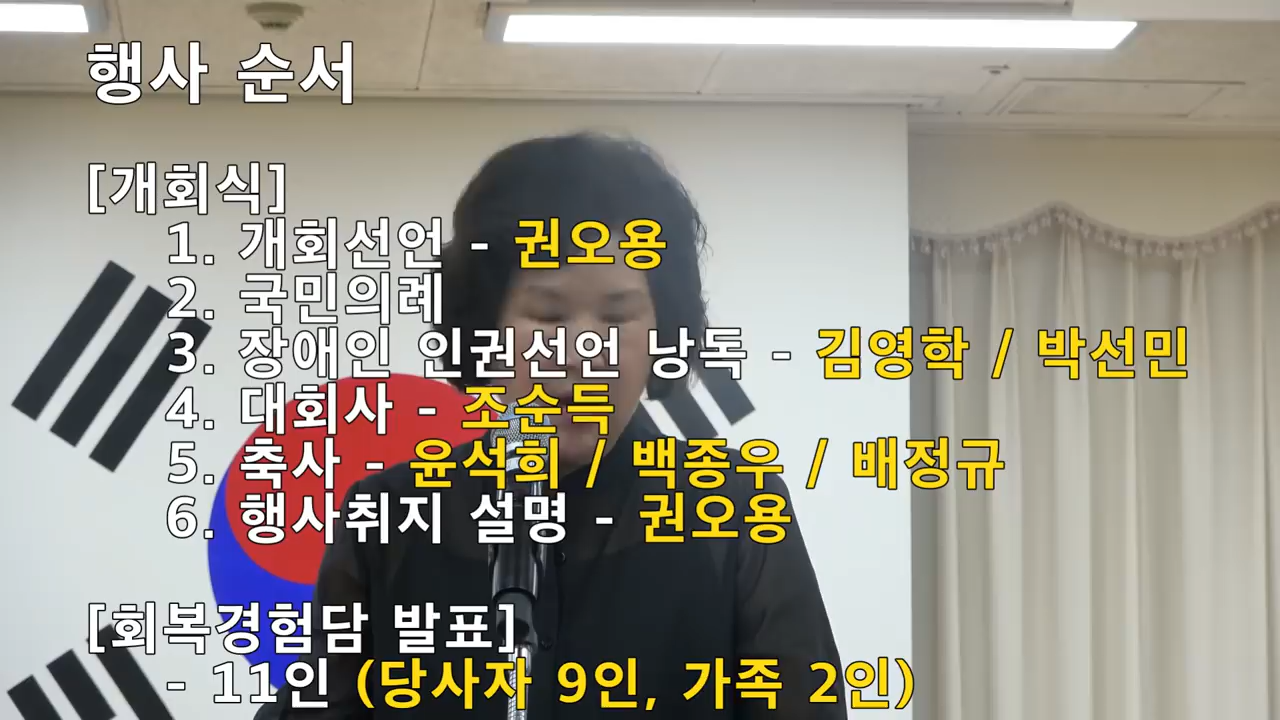 행사 순서
[개회식]
1. 개회선언 - 권오용
2. 국민의례
3. 장애인 인권선언 낭독 - 김영학 / 박선민
4. 대회사 - 조순득
5. 축사 - 윤석희 / 백종우 / 배정규
6. 행사취지 설명 - 권오용
[회복경험담 발표]
- 11인 (당사자 9인, 가족 2인)